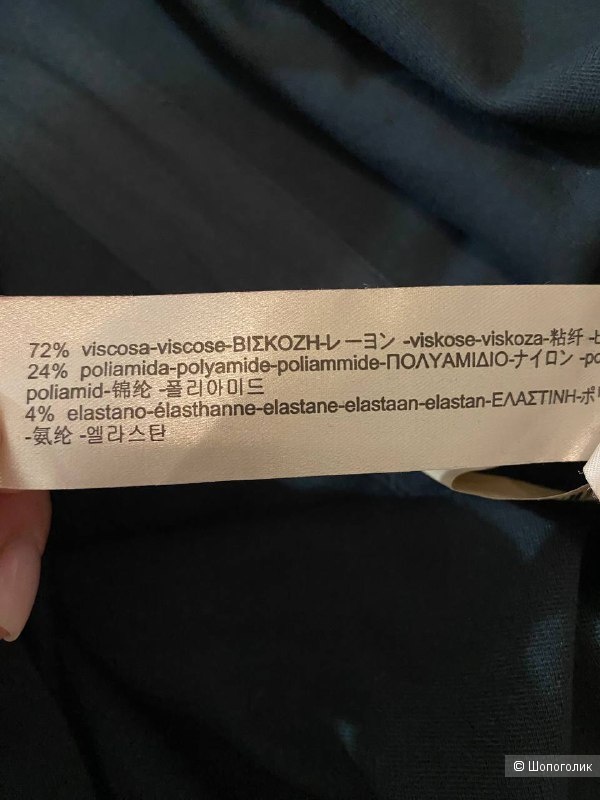 72% viscosa-viscose-ΒΙΣΚΟΖΗ-レーヨン -viskose-viskoza-粘纤
24% poliamida-polyamide-poliammide-ΠΟΛΥΑΜΙΔΙΟ-ナイロン
poliamid-锦纶 -폴리아미드
4% elastano-élasthanne-elastane-elastaan-elastan-ΕΛΑΣΤΙΝΗ
-氨纶 -엘라스탄
© Шопоголик